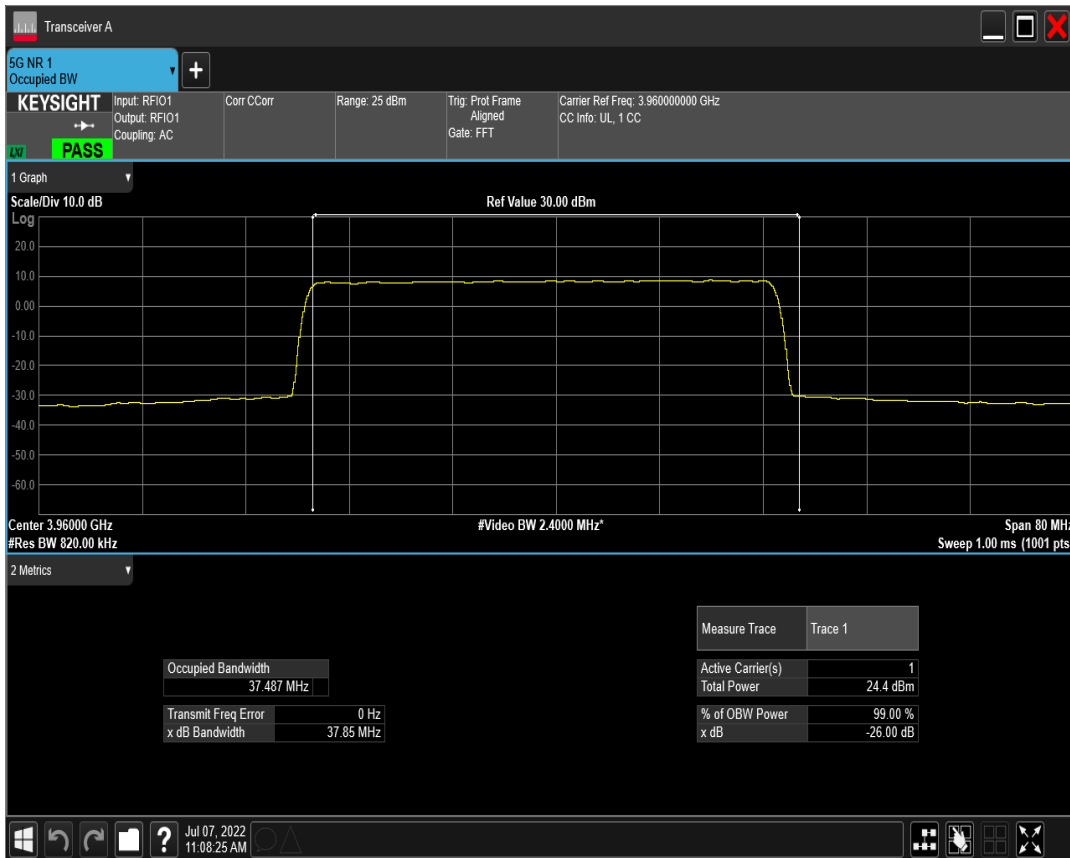 Transceiver A
5G NR 1
Occupied BW
KEYSIGHT
LXI
PASS
Input: RFIO1
Output: RFIO1
Coupling: AC
Corr CCorr
Range: 25 dBm
Trig: Prot Frame
Aligned
Gate: FFT
Carrier Ref Freq: 3.960000000 GHz
CC Info: UL, 1 CC
1 Graph
Scale/Div 10.0 dB
Ref Value 30.00 dBm
Log
20.0
10.0
0.00
-10.0
-20.0
-30.0
-40.0
-50.0
-60.0
Center 3.96000 GHz
#Video BW 2.4000 MHz*
Span 80 MHz
#Res BW 820.00 kHz
Sweep 1.00 ms (1001 pts
2 Metrics
Measure Trace Trace 1
Occupied Bandwidth
37.487 MHz
Active Carrier(s) 1
Total Power 24.4 dBm
Transmit Freq Error 0 Hz
x dB Bandwidth 37.85 MHz
% of OBW Power 99.00 %
x dB -26.00 dB
?
Jul 07, 2022
11:08:25 AM